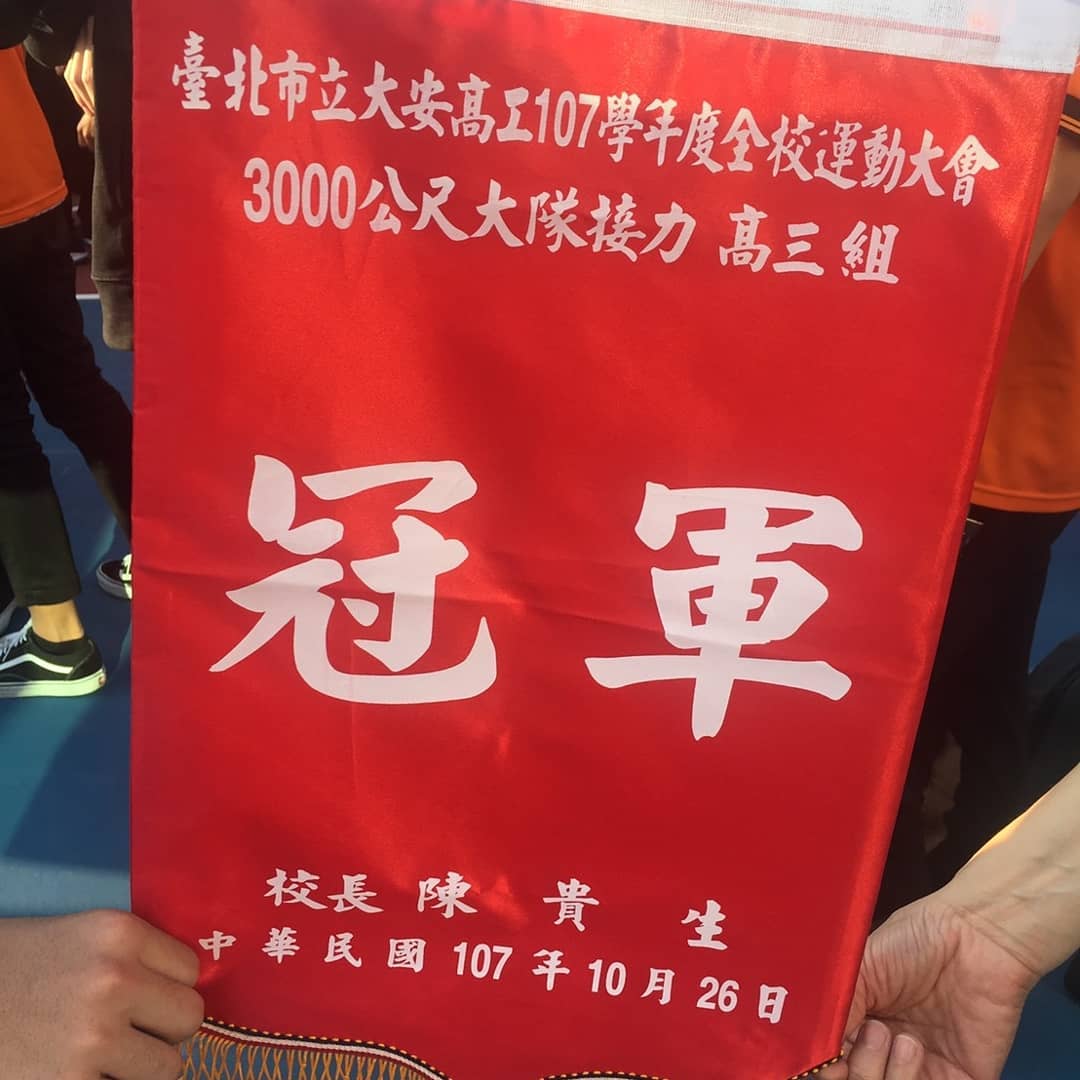 臺北市立大安高工107學年度全校運動大會
3000公尺大隊接力 高三組
冠軍
校長 陳貴生
中華民國 107 年 10 月 26 日